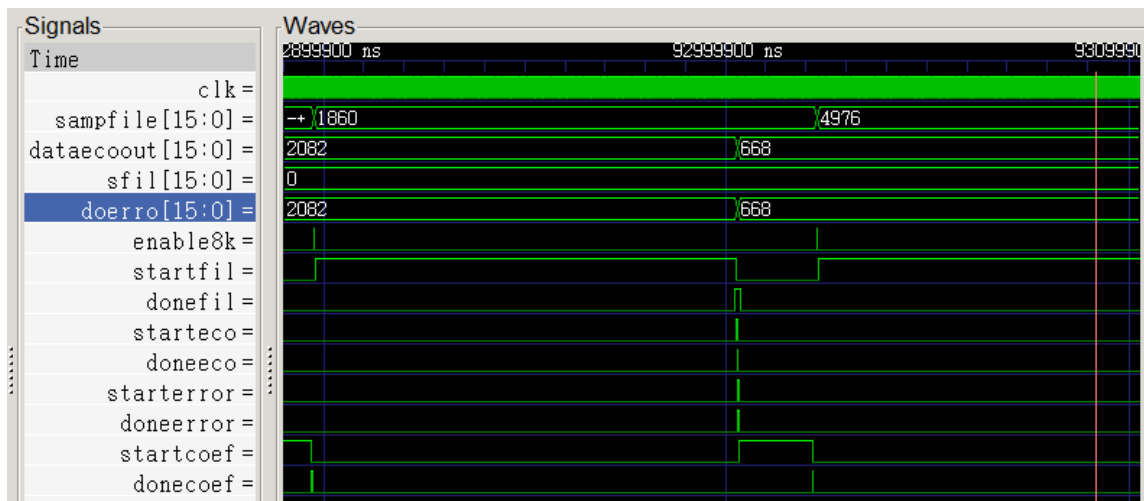 Signals Waves
Time 2899900 ns 92999900 ns 9309990
clk=
sampfile[15:0]= -+ 1860 4976
dataecoout[15:0]= 2082 668
sfil[15:0]= 0
doerro[15:0]= 2082 668
enable8k=
startfil=
donefil=
starteco=
doneeco=
starterror=
doneerror=
startcoef=
donecoef=